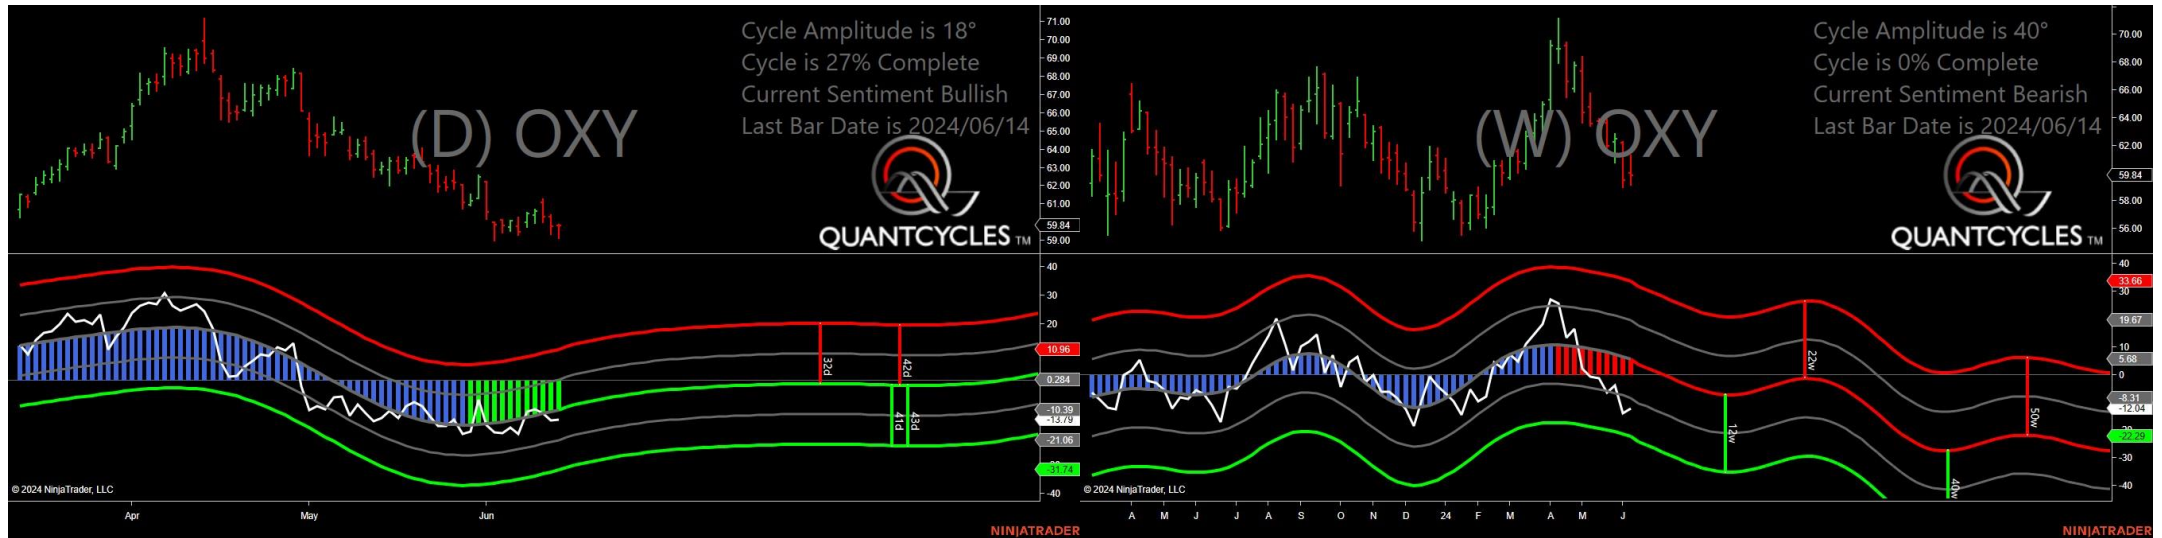 Cycle Amplitude is 18°
Cycle is 27% Complete
Current Sentiment Bullish
Last Bar Date is 2024/06/14
(D) OXY
QUANTCYCLES TM
71.00
70.00
69.00
68.00
67.00
66.00
65.00
64.00
63.00
62.00
61.00
59.84
59.00
40
30
20
10.96
0.284
-10.39
-13.79
-21.06
-31.74
-40
32d
42d
41d
43d
© 2024 NinjaTrader, LLC
Apr
May
Jun
NINJATRADER
Cycle Amplitude is 40°
Cycle is 0% Complete
Current Sentiment Bearish
Last Bar Date is 2024/06/14
(W) OXY
QUANTCYCLES TM
70.00
68.00
66.00
64.00
62.00
59.84
58.00
56.00
40
33.66
30
19.67
10
5.68
0
-8.31
-12.04
-22.29
-30
-40
22w
12w
50w
40w
© 2024 NinjaTrader, LLC
A M J J A S O N D 24 F M A M J
NINJATRADER